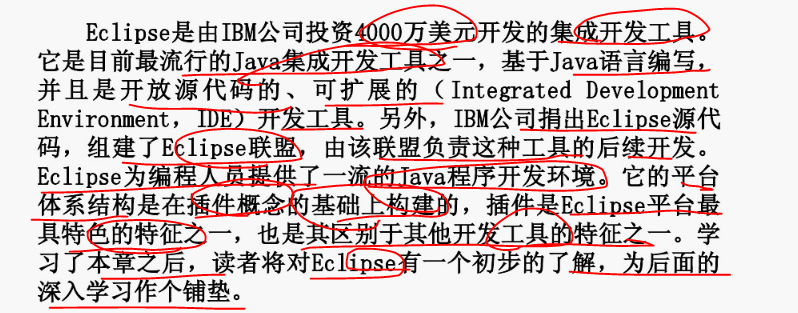 Eclipse是由IBM公司投资4000万美元开发的集成开发工具。
它是目前最流行的Java集成开发工具之一，基于Java语言编写，
并且是开放源代码的、可扩展的（Integrated Development
Environment，IDE）开发工具。另外，IBM公司捐出Eclipse源代
码，组建了Eclipse联盟，由该联盟负责这种工具的后续开发。
Eclipse为编程人员提供了一流的Java程序开发环境。它的平台
体系结构是在插件概念的基础上构建的，插件是Eclipse平台最
具特色的特征之一，也是其区别于其他开发工具的特征之一。学
习了本章之后，读者将对Eclipse有一个初步的了解，为后面的
深入学习作个铺垫。